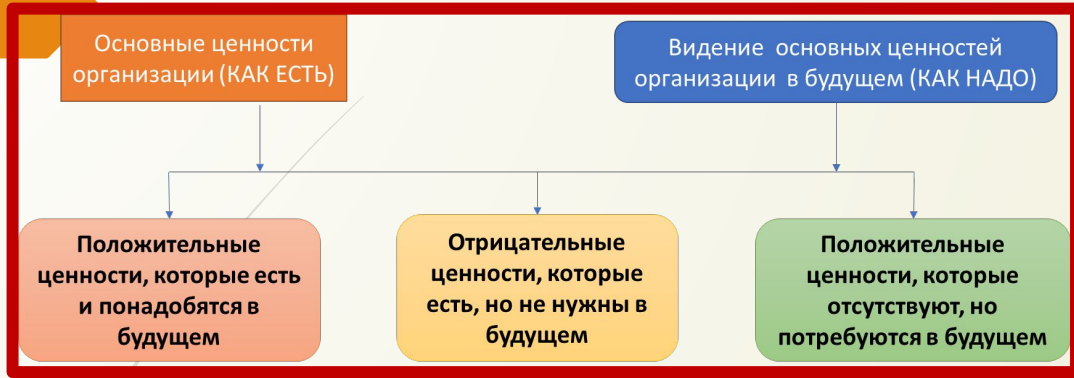 Основные ценности
организации (КАК ЕСТЬ)
Видение основных ценностей
организации в будущем (КАК НАДО)
Положительные
ценности, которые есть
и понадобятся в
будущем
Отрицательные
ценности, которые
есть, но не нужны в
будущем
Положительные
ценности, которые
отсутствуют, но
потребуются в будущем